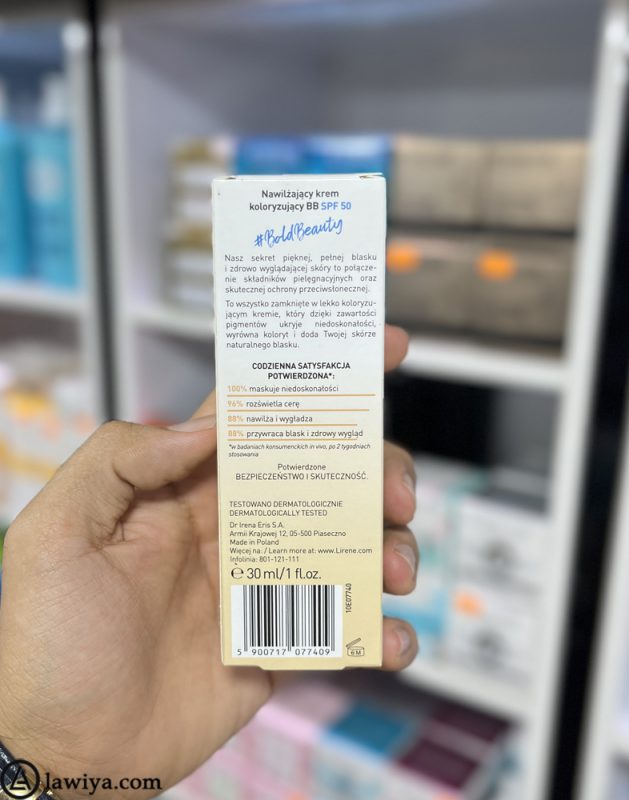 Nawilżający krem
koloryzujący BB SPF 50
#BoldBeauty
Nasz sekret pięknej, pełnej blasku
i zdrowo wyglądającej skóry to połącze-
nie składników pielęgnacyjnych oraz
skutecznej ochrony przeciwsłonecznej.
To wszystko zamknięte w lekko koloryzu-
jącym kremie, który dzięki zawartości
pigmentów ukryje niedoskonałości,
wyrówna koloryt i doda Twojej skórze
naturalnego blasku.
CODZIENNA SATYSFAKCJA
POTWIERDZONA*:
100% maskuje niedoskonałości
96% rozświetla cerę
88% nawilża i wygładza
88% przywraca blask i zdrowy wygląd
*w badaniach konsumenckich in vivo, po 2 tygodniach
stosowania
Potwierdzone
BEZPIECZEŃSTWO I SKUTECZNOŚĆ.
TESTOWANO DERMATOLOGICZNIE
DERMATOLOGICALLY TESTED
Dr Irena Eris S.A.
Armii Krajowej 12, 05-500 Piaseczno
Made in Poland
Więcej na: / Learn more at: www.Lirene.com
Infolinia: 801-121-111
℮ 30 ml/1 fl.oz.
10E07740
5 900717 077409
6M
lawiya.com